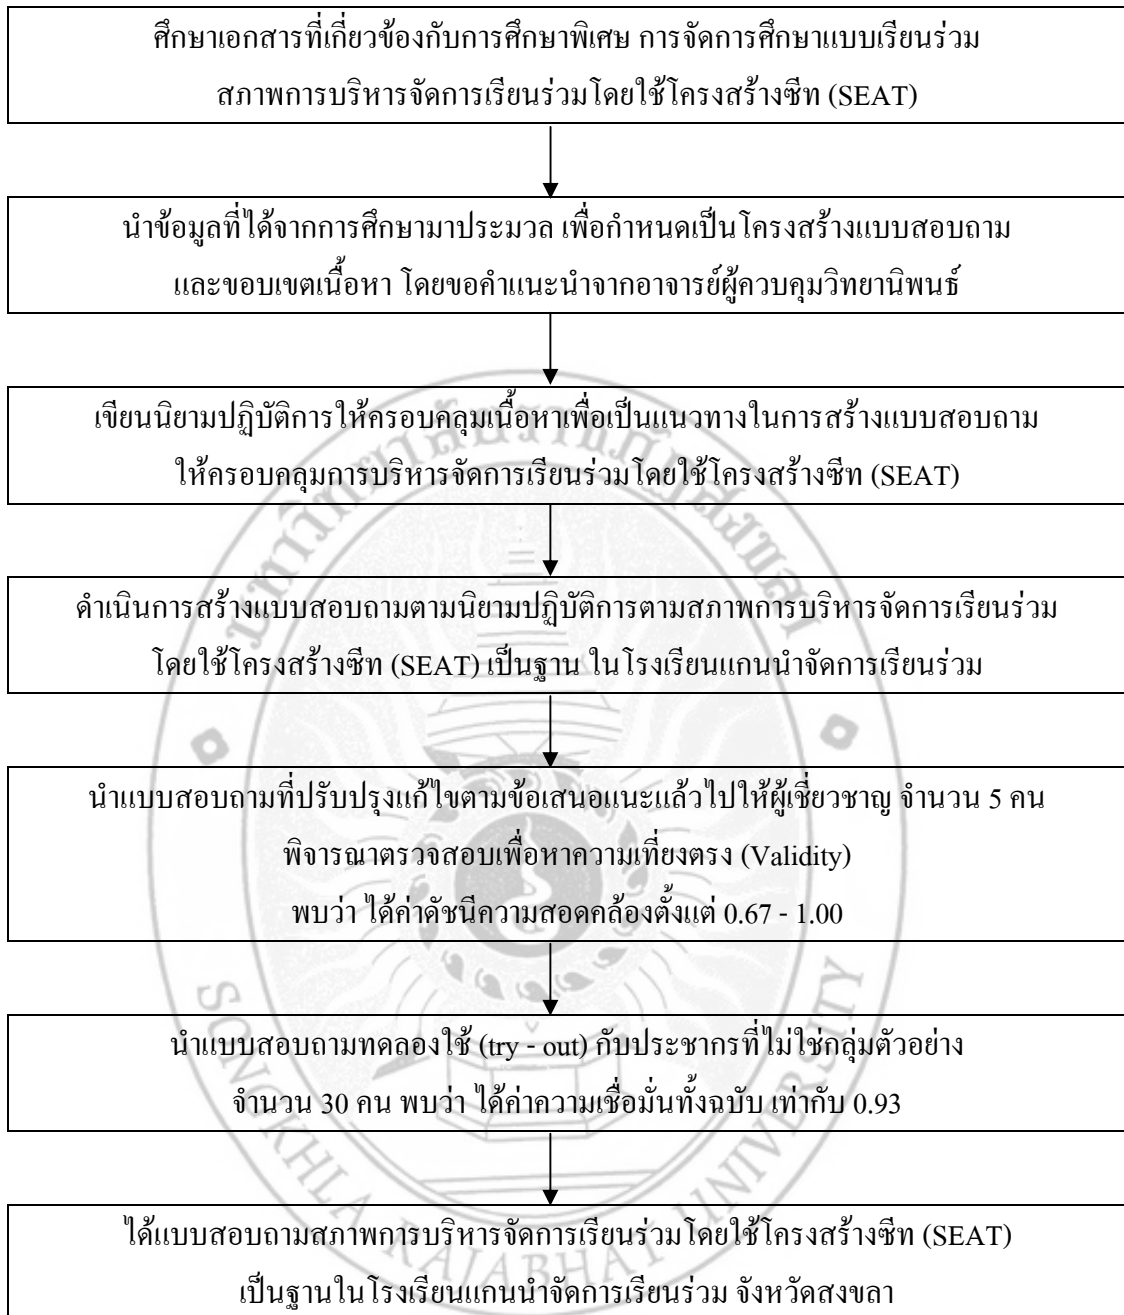 ศึกษาเอกสารที่เกี่ยวข้องกับการศึกษาพิเศษ การจัดการศึกษาแบบเรียนร่วม
สภาพการบริหารจัดการเรียนร่วมโดยใช้โครงสร้างซีท (SEAT)
นำข้อมูลที่ได้จากการศึกษามาประมวล เพื่อกำหนดเป็นโครงสร้างแบบสอบถาม
และขอบเขตเนื้อหา โดยขอคำแนะนำจากอาจารย์ผู้ควบคุมวิทยานิพนธ์
เขียนนิยามปฏิบัติการให้ครอบคลุมเนื้อหาเพื่อเป็นแนวทางในการสร้างแบบสอบถาม
ให้ครอบคลุมการบริหารจัดการเรียนร่วมโดยใช้โครงสร้างซีท (SEAT)
ดำเนินการสร้างแบบสอบถามตามนิยามปฏิบัติการตามสภาพการบริหารจัดการเรียนร่วม
โดยใช้โครงสร้างซีท (SEAT) เป็นฐาน ในโรงเรียนแกนนำจัดการเรียนร่วม
นำแบบสอบถามที่ปรับปรุงแก้ไขตามข้อเสนอแนะแล้วไปให้ผู้เชี่ยวชาญ จำนวน 5 คน
พิจารณาตรวจสอบเพื่อหาความเที่ยงตรง (Validity)
พบว่า ได้ค่าดัชนีความสอดคล้องตั้งแต่ 0.67 - 1.00
นำแบบสอบถามทดลองใช้ (try - out) กับประชากรที่ไม่ใช่กลุ่มตัวอย่าง
จำนวน 30 คน พบว่า ได้ค่าความเชื่อมั่นทั้งฉบับ เท่ากับ 0.93
ได้แบบสอบถามสภาพการบริหารจัดการเรียนร่วมโดยใช้โครงสร้างซีท (SEAT)
เป็นฐานในโรงเรียนแกนนำจัดการเรียนร่วม จังหวัดสงขลา
มหาวิทยาลัยราชภัฏสงขลา
SONGKHLA RAJABHAT UNIVERSITY